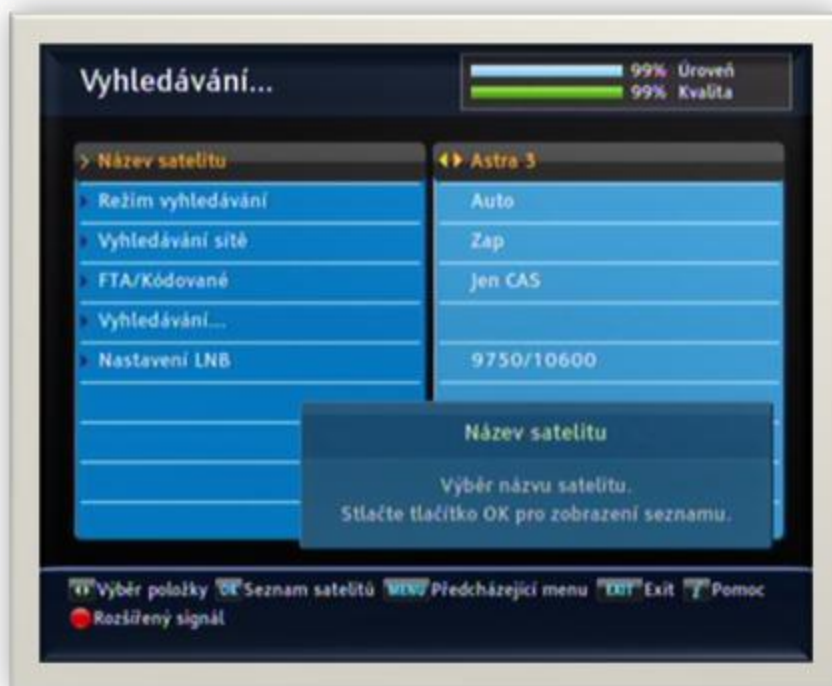 Vyhledávání...
99% Úroveň
99% Kvalita
> Název satelitu
Astra 3
Režim vyhledávání
Auto
Vyhledávání sítě
Zap
FTA/Kódované
Jen CAS
Vyhledávání...
Nastavení LNB
9750/10600
Název satelitu
Výběr názvu satelitu.
Stlačte tlačítko OK pro zobrazení seznamu.
Výběr položky OK Seznam satelitů MENU Předcházející menu EXIT Exit i Pomoc
Rozšířený signál